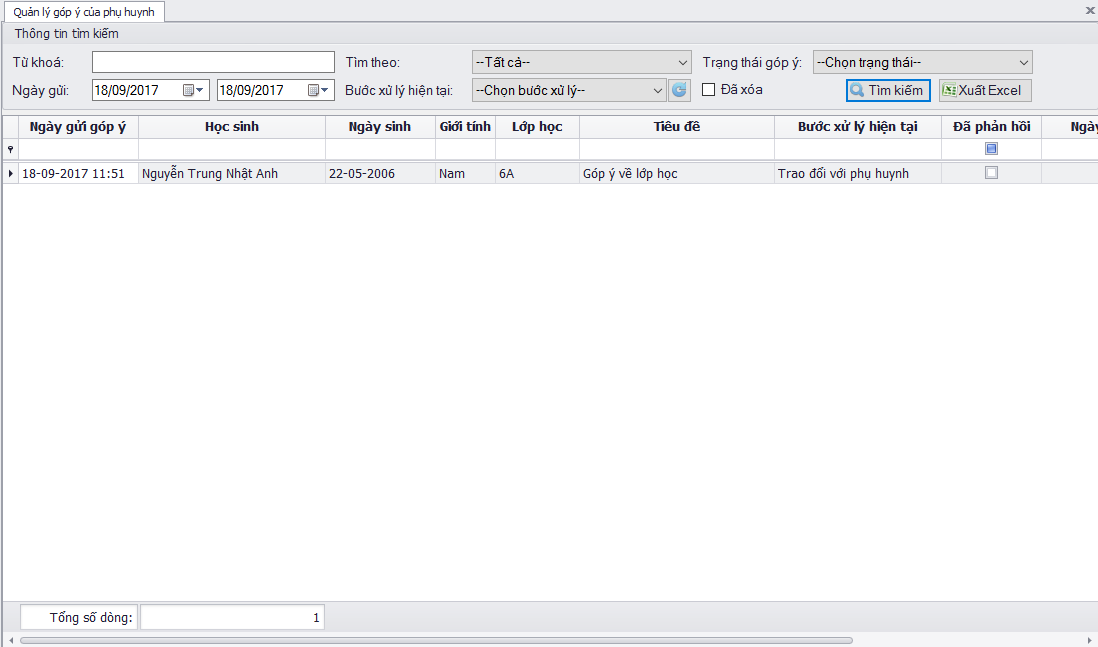 Quản lý góp ý của phụ huynh
Thông tin tìm kiếm
Từ khoá: Tìm theo: --Tất cả-- Trạng thái góp ý: --Chọn trạng thái--
Ngày gửi: 18/09/2017 18/09/2017 Bước xử lý hiện tại: --Chọn bước xử lý-- Đã xóa Tìm kiếm Xuất Excel
Ngày gửi góp ý Học sinh Ngày sinh Giới tính Lớp học Tiêu đề Bước xử lý hiện tại Đã phản hồi Ngày
18-09-2017 11:51 Nguyễn Trung Nhật Anh 22-05-2006 Nam 6A Góp ý về lớp học Trao đổi với phụ huynh
Tổng số dòng: 1